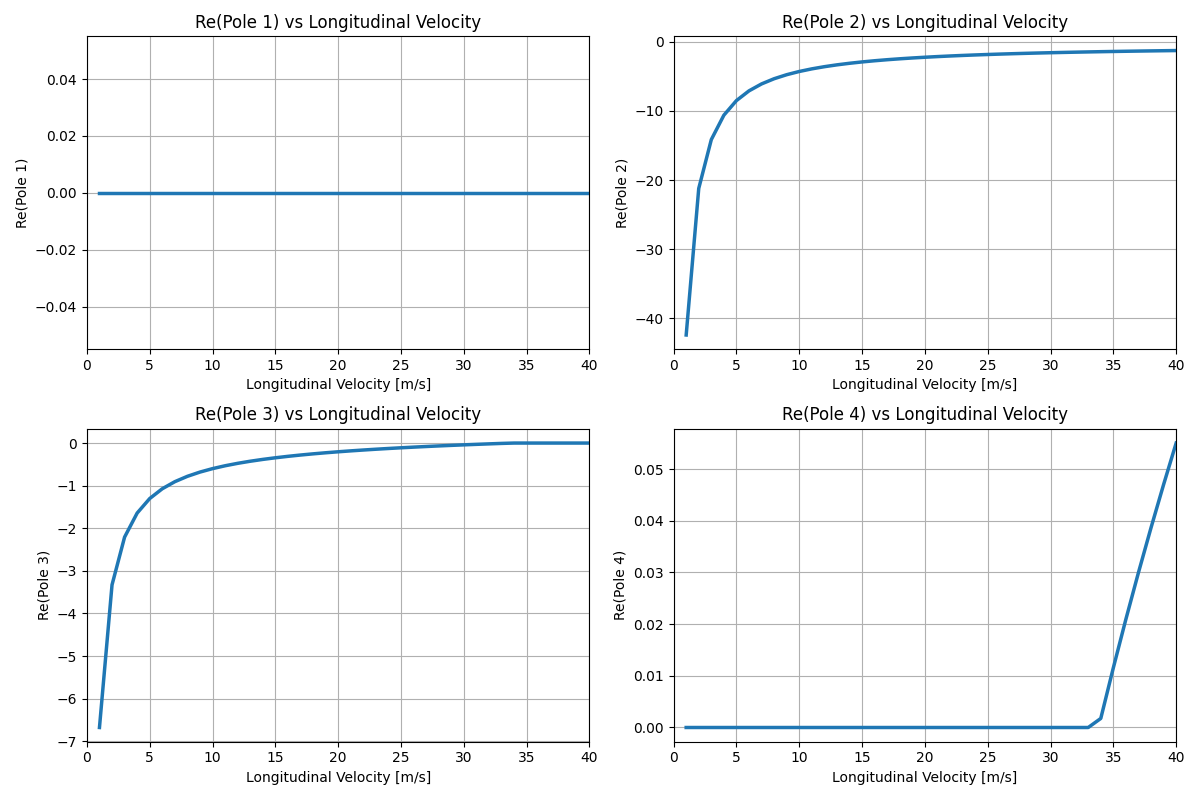 Re(Pole 1) vs Longitudinal Velocity
Re(Pole 1)
0.04
0.02
0.00
−0.02
−0.04
0 5 10 15 20 25 30 35 40
Longitudinal Velocity [m/s]
Re(Pole 2) vs Longitudinal Velocity
Re(Pole 2)
0
−10
−20
−30
−40
0 5 10 15 20 25 30 35 40
Longitudinal Velocity [m/s]
Re(Pole 3) vs Longitudinal Velocity
Re(Pole 3)
0
−1
−2
−3
−4
−5
−6
−7
0 5 10 15 20 25 30 35 40
Longitudinal Velocity [m/s]
Re(Pole 4) vs Longitudinal Velocity
Re(Pole 4)
0.05
0.04
0.03
0.02
0.01
0.00
0 5 10 15 20 25 30 35 40
Longitudinal Velocity [m/s]